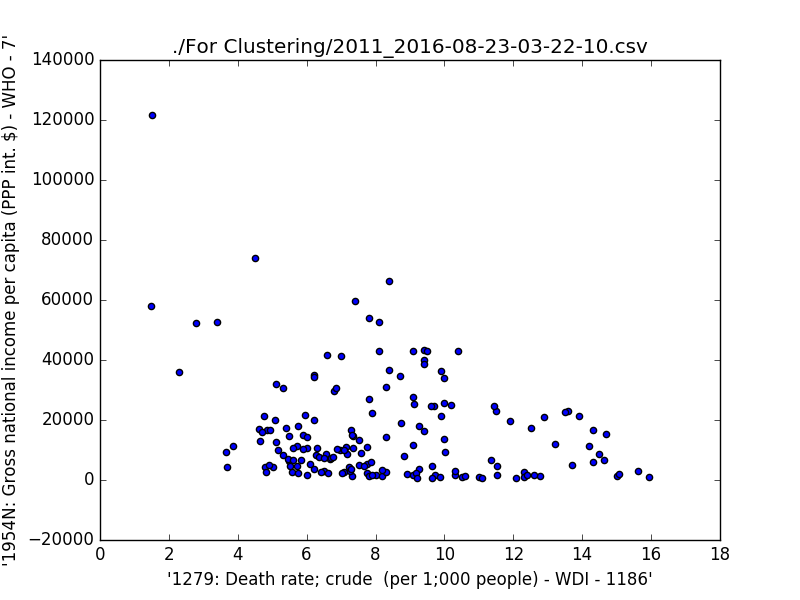 ./For Clustering/2011_2016-08-23-03-22-10.csv
'1954N: Gross national income per capita (PPP int. $) - WHO - 7'
140000
120000
100000
80000
60000
40000
20000
0
−20000
0 2 4 6 8 10 12 14 16 18
'1279: Death rate; crude  (per 1;000 people) - WDI - 1186'